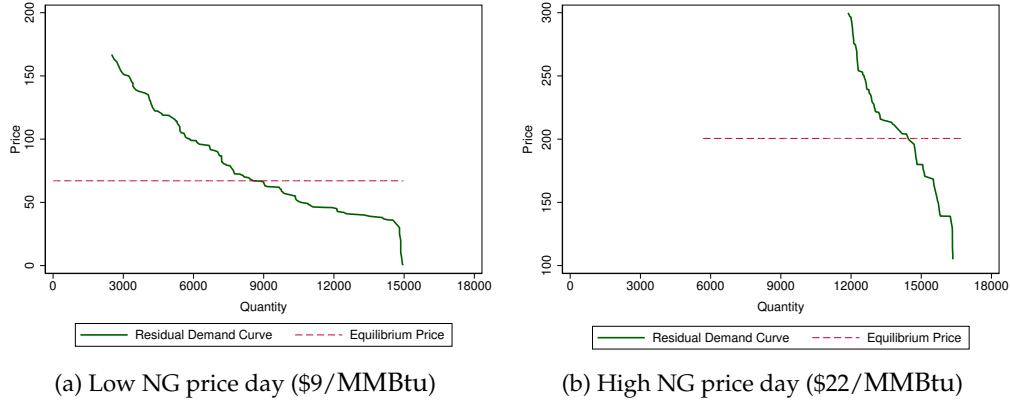 200
150
100
50
0
Price
0 3000 6000 9000 12000 15000 18000
Quantity
Residual Demand Curve Equilibrium Price
(a) Low NG price day ($9/MMBtu)
300
250
200
150
100
Price
0 3000 6000 9000 12000 15000 18000
Quantity
Residual Demand Curve Equilibrium Price
(b) High NG price day ($22/MMBtu)